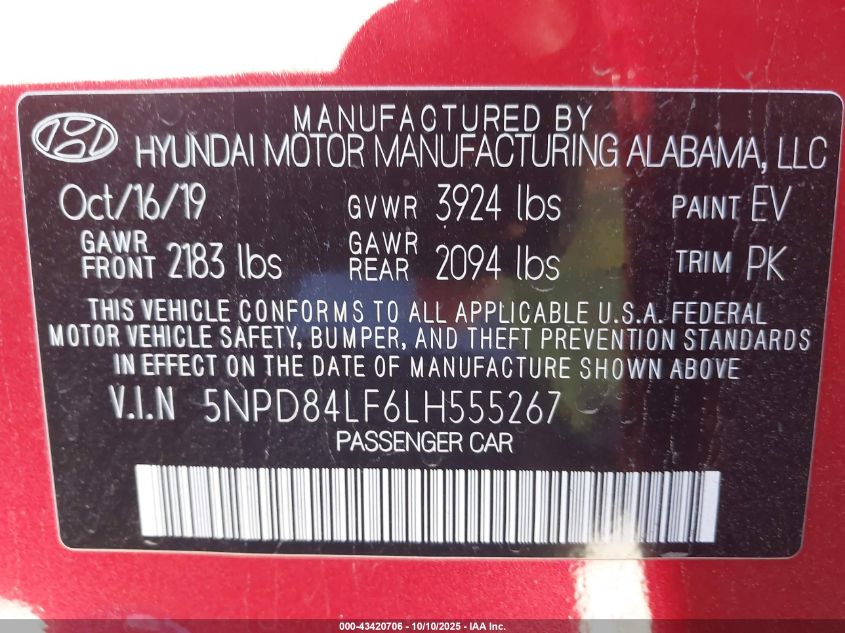 MANUFACTURED BY
HYUNDAI MOTOR MANUFACTURING ALABAMA, LLC
Oct/16/19 GVWR 3924 lbs PAINT EV
GAWR FRONT 2183 lbs GAWR REAR 2094 lbs TRIM PK
THIS VEHICLE CONFORMS TO ALL APPLICABLE U.S.A. FEDERAL
MOTOR VEHICLE SAFETY, BUMPER, AND THEFT PREVENTION STANDARDS
IN EFFECT ON THE DATE OF MANUFACTURE SHOWN ABOVE
V.I.N 5NPD84LF6LH555267
PASSENGER CAR
000-43420706 - 10/10/2025 - IAA Inc.